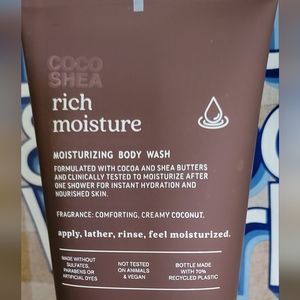 COCO
SHEA
rich
moisture
MOISTURIZING BODY WASH
FORMULATED WITH COCOA AND SHEA BUTTERS
AND CLINICALLY TESTED TO MOISTURIZE AFTER
ONE SHOWER FOR INSTANT HYDRATION AND
NOURISHED SKIN.
FRAGRANCE: COMFORTING, CREAMY COCONUT.
apply, lather, rinse, feel moisturized.
MADE WITHOUT
SULFATES,
PARABENS OR
ARTIFICIAL DYES
NOT TESTED
ON ANIMALS
& VEGAN
BOTTLE MADE
WITH 70%
RECYCLED PLASTIC